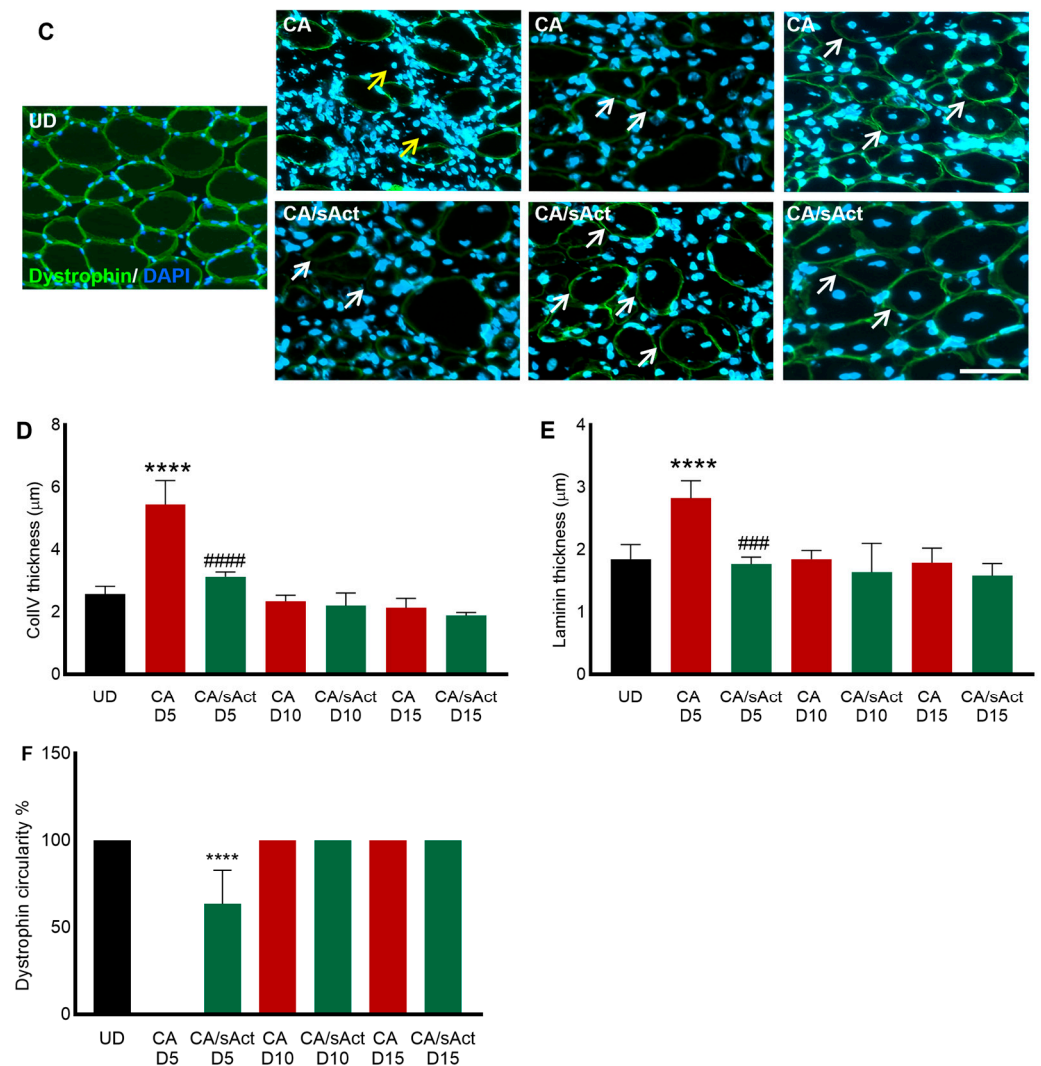 C
CA
CA
CA
UD
Dystrophin/ DAPI
CA/sAct
CA/sAct
CA/sAct
D
8
6
4
2
0
CollV thickness (μm)
****
####
UD
CA
D5
CA/sAct
D5
CA
D10
CA/sAct
D10
CA
D15
CA/sAct
D15
E
4
3
2
1
0
Laminin thickness (μm)
****
###
UD
CA
D5
CA/sAct
D5
CA
D10
CA/sAct
D10
CA
D15
CA/sAct
D15
F
150
100
50
0
Dystrophin circularity %
****
UD
CA
D5
CA/sAct
D5
CA
D10
CA/sAct
D10
CA
D15
CA/sAct
D15